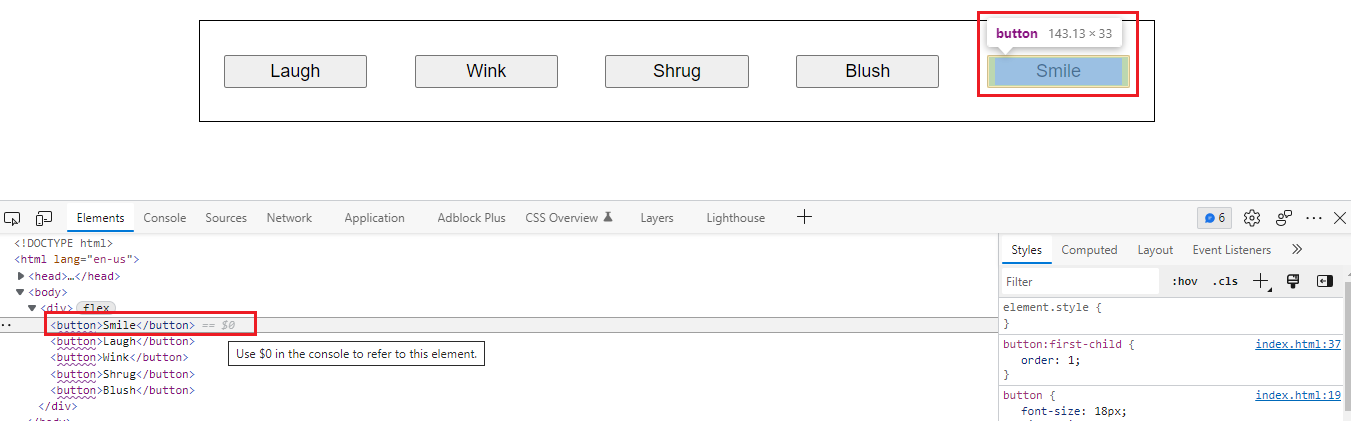 button 143.13 × 33
Laugh Wink Shrug Blush Smile
Elements Console Sources Network Application Adblock Plus CSS Overview Layers Lighthouse 6
<!DOCTYPE html>
<html lang="en-us">
<head>…</head>
<body>
<div> flex
<button>Smile</button> == $0
<button>Laugh</button>
<button>Wink</button>
<button>Shrug</button>
<button>Blush</button>
</div>
</body>
Use $0 in the console to refer to this element.
Styles Computed Layout Event Listeners
Filter :hov .cls
element.style {
}
button:first-child { index.html:37
order: 1;
}
button { index.html:19
font-size: 18px;